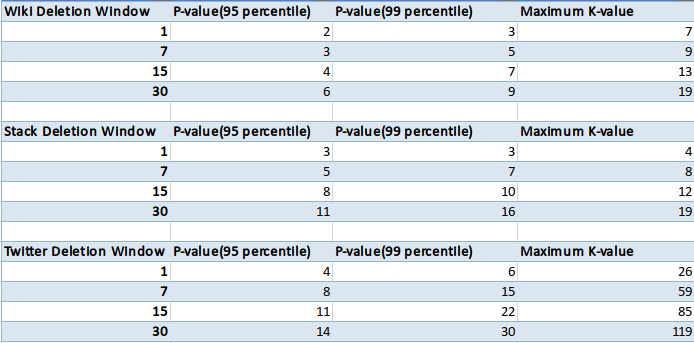 Wiki Deletion Window P-value(95 percentile) P-value(99 percentile) Maximum K-value
1 2 3 7
7 3 5 9
15 4 7 13
30 6 9 19
Stack Deletion Window P-value(95 percentile) P-value(99 percentile) Maximum K-value
1 3 3 4
7 5 7 8
15 8 10 12
30 11 16 19
Twitter Deletion Window P-value(95 percentile) P-value(99 percentile) Maximum K-value
1 4 6 26
7 8 15 59
15 11 22 85
30 14 30 119